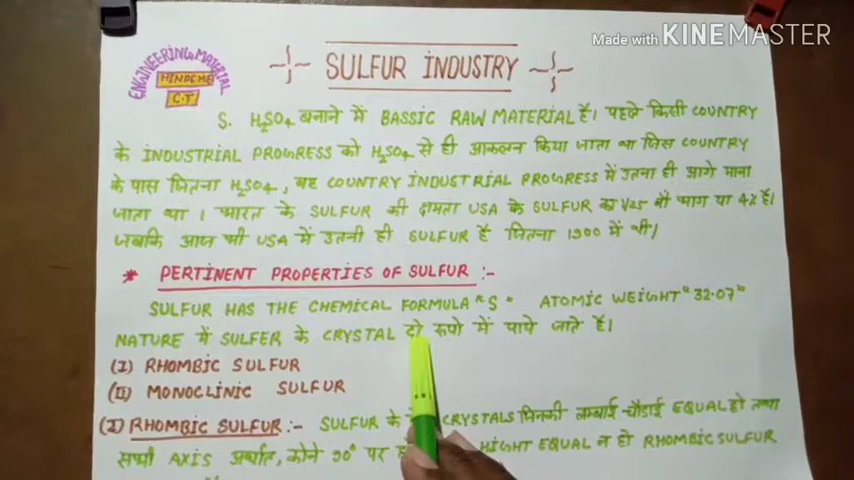 Made with KINEMASTER
ENGINEERING MATERIAL
HINDEME
C.T
SULFUR INDUSTRY
S. H₂SO₄ बनाने में BASSIC RAW MATERIAL है। पहले किसी COUNTRY
के INDUSTRIAL PROGRESS को H₂SO₄ से ही आकलन किया जाता था जिस COUNTRY
के पास जितना H₂SO₄, वह COUNTRY INDUSTRIAL PROGRESS में उतना ही आगे माना
जाता था। भारत के SULFUR की क्षमता USA के SULFUR का 1/25 वाँ भाग या 4% है।
जबकि आज भी USA में उतनी ही SULFUR है जितना 1900 में थी।
* PERTINENT PROPERTIES OF SULFUR :-
SULFUR HAS THE CHEMICAL FORMULA "S" ATOMIC WEIGHT "32.07"
NATURE में SULFER के CRYSTAL दो रूपो में पाये जाते हैं।
(I) RHOMBIC SULFUR
(II) MONOCLINIC SULFUR
(I) RHOMBIC SULFUR :- SULFUR के CRYSTALS जिनकी लम्बाई-चौडाई EQUAL हो तथा
सभी AXIS अर्थात, कोने 90° पर HIGHT EQUAL न हो RHOMBIC SULFUR